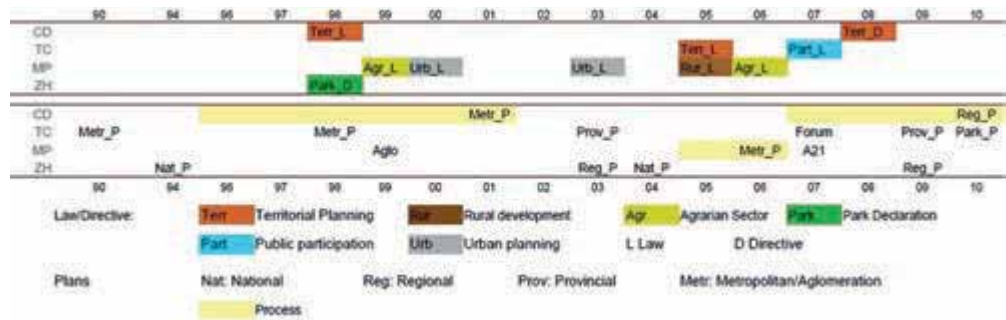 90 94 95 96 97 98 99 00 01 02 03 04 05 06 07 08 09 10
CD Terr_L Terr_D
TC Terr_L Part_L
MP Agr_L Urb_L Urb_L Rur_L Agr_L
ZH Park_D
CD Metr_P Reg_P
TC Metr_P Metr_P Prov_P Forum Prov_P Park_P
MP Aglo Metr_P A21
ZH Nat_P Reg_P Nat_P Reg_P
90 94 95 96 97 98 99 00 01 02 03 04 05 06 07 08 09 10
Law/Directive: Terr Territorial Planning Rur Rural development Agr Agrarian Sector Park Park Declaration
Part Public participation Urb Urban planning L Law D Directive
Plans Nat: National Reg: Regional Prov: Provincial Metr: Metropolitan/Aglomeration
Process